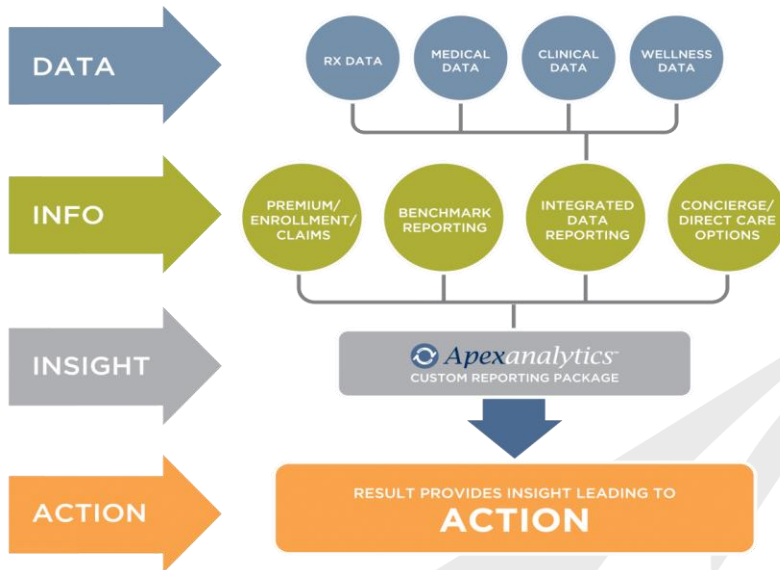 DATA
RX DATA
MEDICAL
DATA
CLINICAL
DATA
WELLNESS
DATA
INFO
PREMIUM/
ENROLLMENT/
CLAIMS
BENCHMARK
REPORTING
INTEGRATED
DATA
REPORTING
CONCIERGE/
DIRECT CARE
OPTIONS
INSIGHT
Apexanalytics
CUSTOM REPORTING PACKAGE
ACTION
RESULT PROVIDES INSIGHT LEADING TO
ACTION